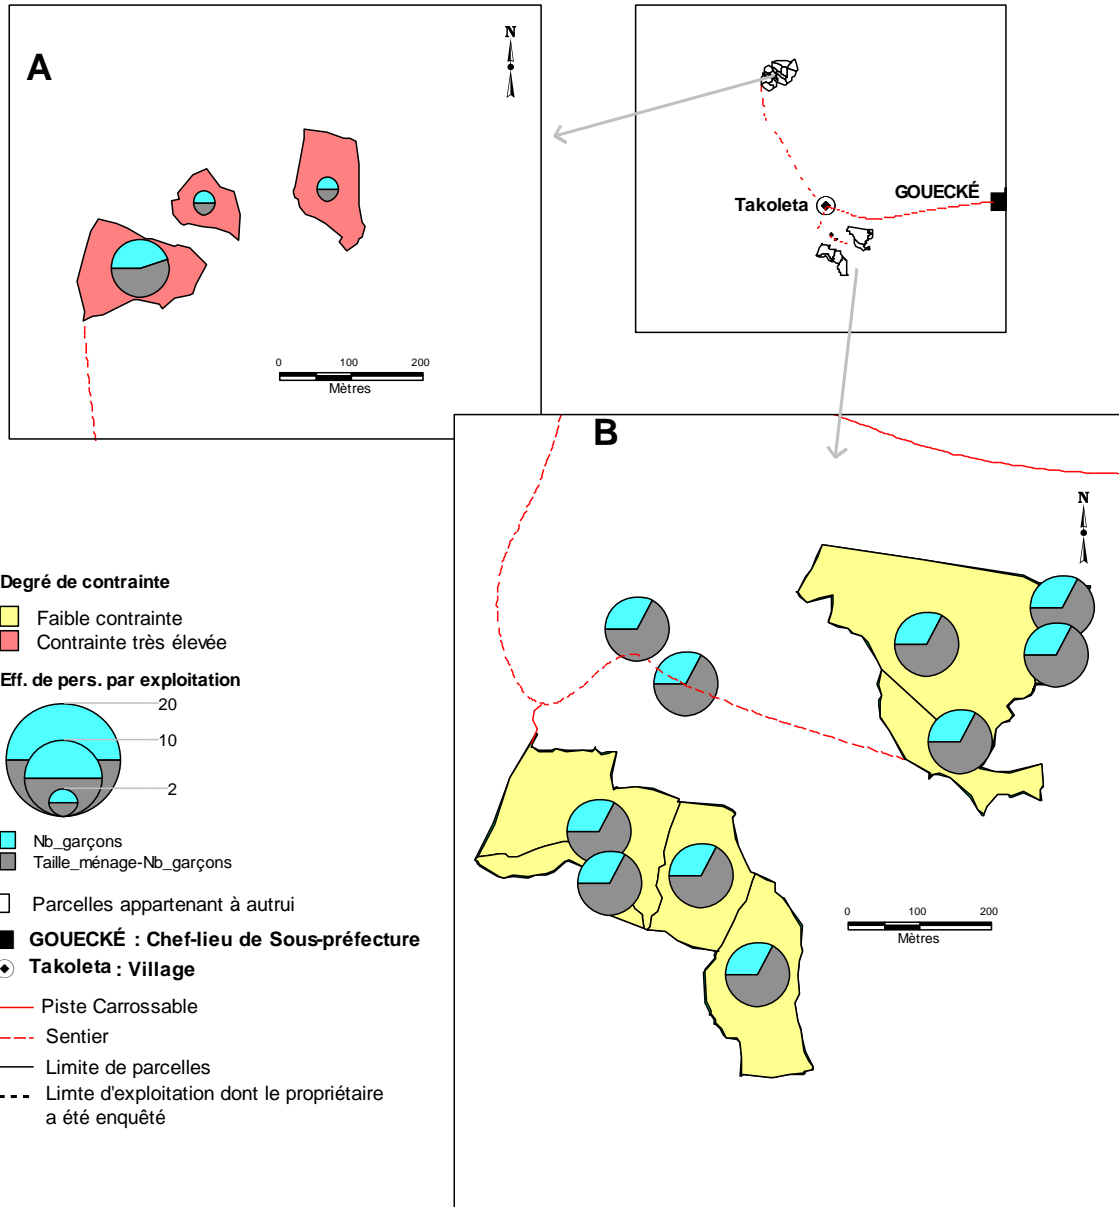 A
N
0 100 200
Mètres
GOUECKÉ
Takoleta
B
N
0 100 200
Mètres
Degré de contrainte
Faible contrainte
Contrainte très élevée
Eff. de pers. par exploitation
20
10
2
Nb_garçons
Taille_ménage-Nb_garçons
Parcelles appartenant à autrui
GOUECKÉ : Chef-lieu de Sous-préfecture
Takoleta : Village
Piste Carrossable
Sentier
Limite de parcelles
Limte d'exploitation dont le propriétaire
a été enquêté